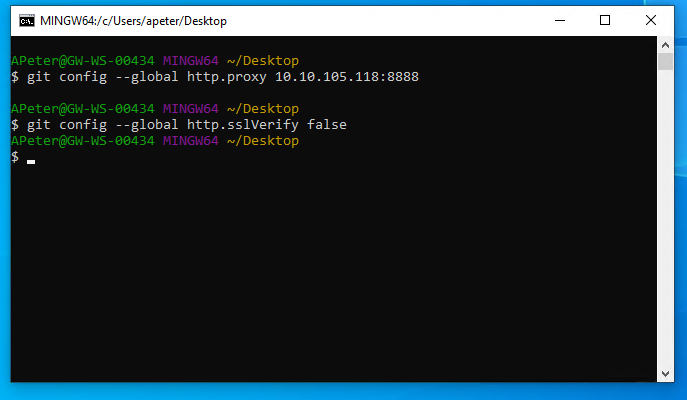 MINGW64:/c/Users/apeter/Desktop
APeter@GW-WS-00434 MINGW64 ~/Desktop
$ git config --global http.proxy 10.10.105.118:8888
APeter@GW-WS-00434 MINGW64 ~/Desktop
$ git config --global http.sslVerify false
APeter@GW-WS-00434 MINGW64 ~/Desktop
$